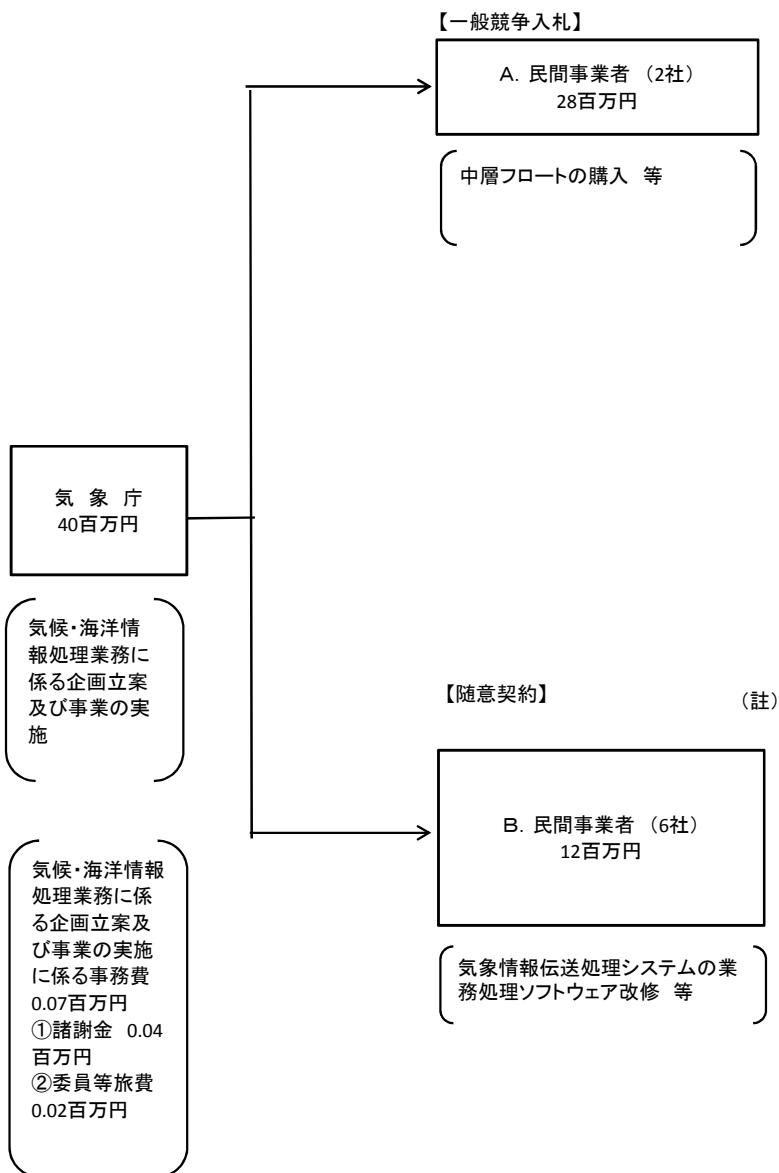 【一般競争入札】
A. 民間事業者 （2社）
28百万円
中層フロートの購入 等
気 象 庁
40百万円
気候・海洋情
報処理業務に
係る企画立案
及び事業の実
施
【随意契約】
（註）
B. 民間事業者 （6社）
12百万円
気象情報伝送処理システムの業
務処理ソフトウェア改修 等
気候・海洋情報
処理業務に係
る企画立案及
び事業の実施
に係る事務費
0.07百万円
①諸謝金 0.04
百万円
②委員等旅費
0.02百万円